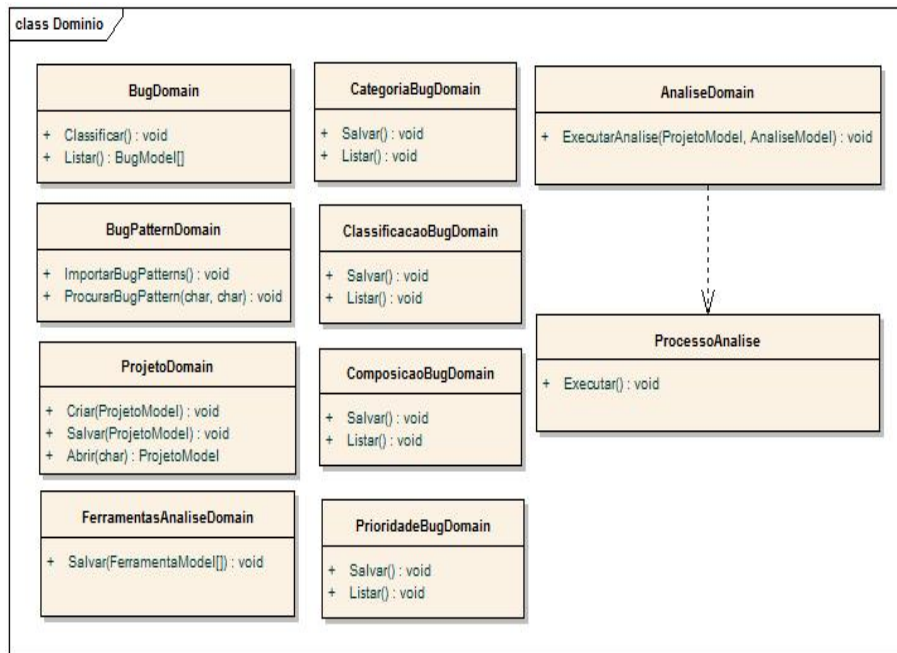 class Dominio
BugDomain
+ Classificar() : void
+ Listar() : BugModel[]
CategoriaBugDomain
+ Salvar() : void
+ Listar() : void
AnaliseDomain
+ ExecutarAnalise(ProjetoModel, AnaliseModel) : void
BugPatternDomain
+ ImportarBugPatterns() : void
+ ProcurarBugPattern(char, char) : void
ClassificacaoBugDomain
+ Salvar() : void
+ Listar() : void
ProcessoAnalise
+ Executar() : void
ProjetoDomain
+ Criar(ProjetoModel) : void
+ Salvar(ProjetoModel) : void
+ Abrir(char) : ProjetoModel
ComposicaoBugDomain
+ Salvar() : void
+ Listar() : void
FerramentasAnaliseDomain
+ Salvar(FerramentaModel[]) : void
PrioridadeBugDomain
+ Salvar() : void
+ Listar() : void